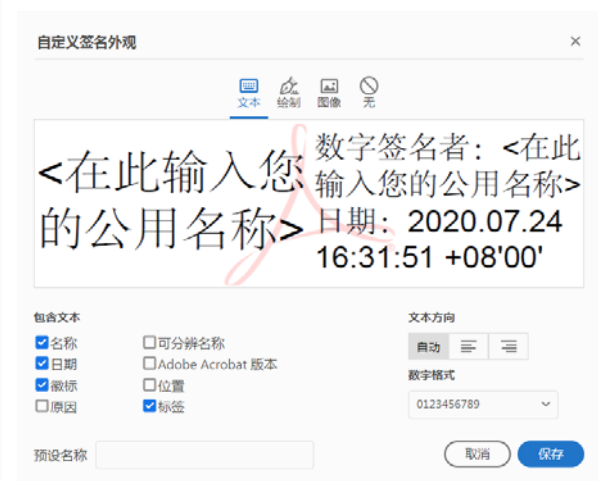 自定义签名外观
文本 绘制 图像 无
<在此输入您
的公用名称>
数字签名者：<在此
输入您的公用名称>
日期：2020.07.24
16:31:51 +08'00'
包含文本
名称 可分辨名称
日期 Adobe Acrobat 版本
徽标 位置
原因 标签
文本方向
自动
数字格式
0123456789
预设名称
取消 保存